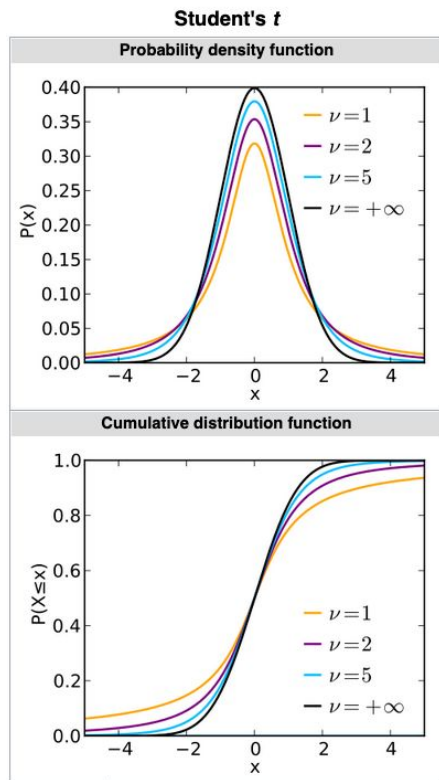 Student's t
Probability density function
0.40
0.35
0.30
0.25
0.20
0.15
0.10
0.05
0.00
P(x)
ν=1
ν=2
ν=5
ν=+∞
−4 −2 0 2 4
x
Cumulative distribution function
1.0
0.8
0.6
0.4
0.2
0.0
P(X≤x)
ν=1
ν=2
ν=5
ν=+∞
−4 −2 0 2 4
x